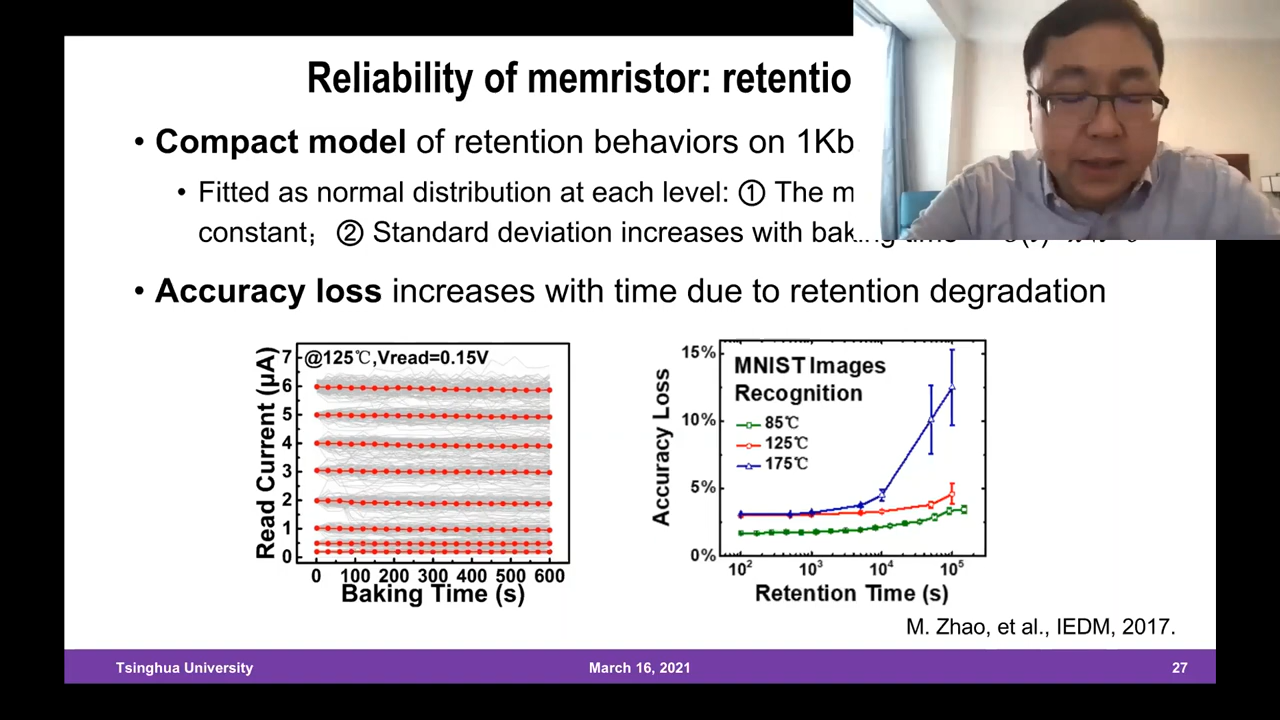 Reliability of memristor: retentio
• Compact model of retention behaviors on 1Kb
• Fitted as normal distribution at each level: ① The m
constant; ② Standard deviation increases with baking time
• Accuracy loss increases with time due to retention degradation
@125℃,Vread=0.15V
Read Current (μA)
7
6
5
4
3
2
1
0
0 100 200 300 400 500 600
Baking Time (s)
MNIST Images
Recognition
85℃
125℃
175℃
Accuracy Loss
15%
10%
5%
0%
10² 10³ 10⁴ 10⁵
Retention Time (s)
M. Zhao, et al., IEDM, 2017.
Tsinghua University
March 16, 2021
27